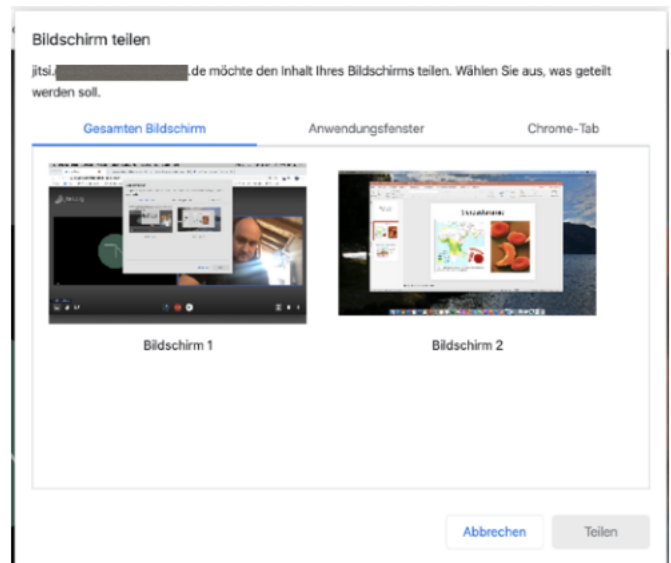 Bildschirm teilen
jitsi. .de möchte den Inhalt Ihres Bildschirms teilen. Wählen Sie aus, was geteilt
werden soll.
Gesamten Bildschirm Anwendungsfenster Chrome-Tab
Bildschirm 1 Bildschirm 2
Abbrechen Teilen